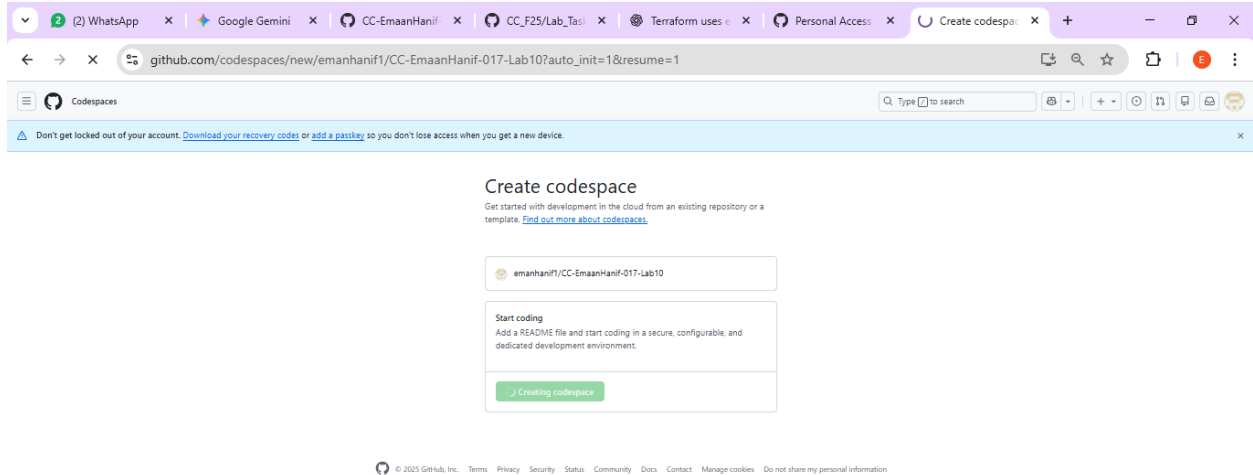 (2) WhatsApp Google Gemini CC-EmaanHanif- CC_F25/Lab_Tas Terraform uses e Personal Access Create codespac
github.com/codespaces/new/emanhanif1/CC-EmaanHanif-017-Lab10?auto_init=1&resume=1 E
Codespaces Type / to search
Don't get locked out of your account. Download your recovery codes or add a passkey so you don't lose access when you get a new device.
Create codespace
Get started with development in the cloud from an existing repository or a
template. Find out more about codespaces.
emanhanif1/CC-EmaanHanif-017-Lab10
Start coding
Add a README file and start coding in a secure, configurable, and
dedicated development environment.
Creating codespace
© 2025 GitHub, Inc. Terms Privacy Security Status Community Docs Contact Manage cookies Do not share my personal information